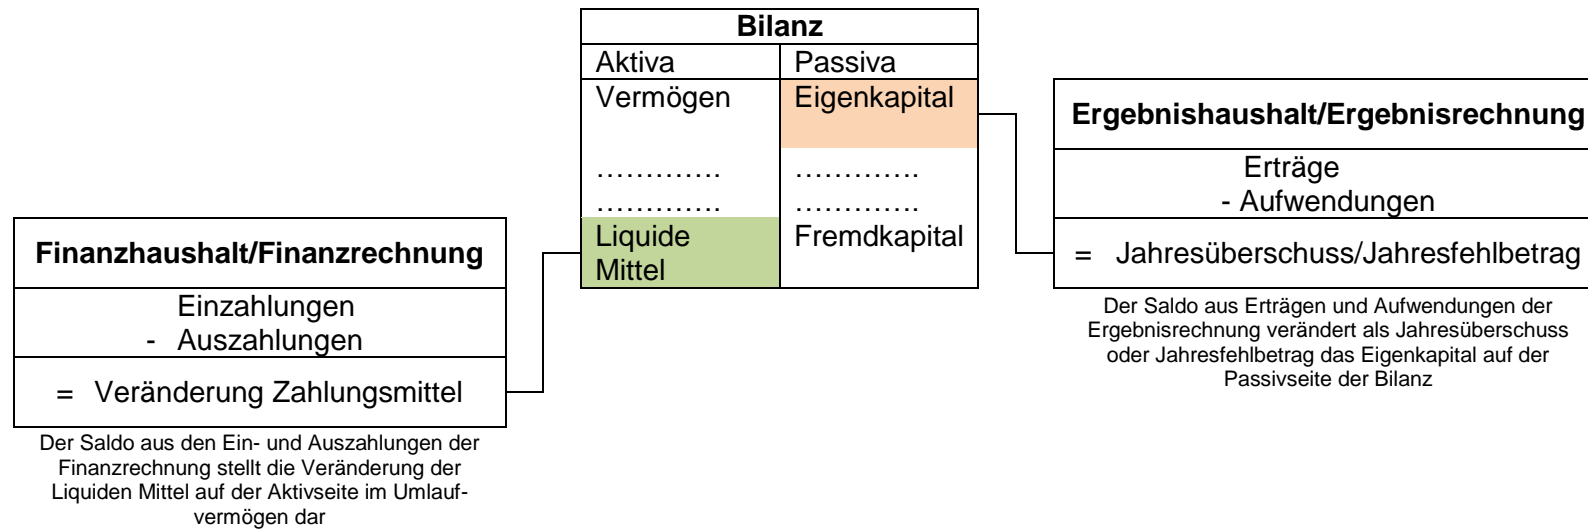 Bilanz
Aktiva Passiva
Vermögen Eigenkapital
…………. ………….
…………. ………….
Liquide Fremdkapital
Mittel
Finanzhaushalt/Finanzrechnung
Einzahlungen
- Auszahlungen
= Veränderung Zahlungsmittel
Der Saldo aus den Ein- und Auszahlungen der
Finanzrechnung stellt die Veränderung der
Liquiden Mittel auf der Aktivseite im Umlauf-
vermögen dar
Ergebnishaushalt/Ergebnisrechnung
Erträge
- Aufwendungen
= Jahresüberschuss/Jahresfehlbetrag
Der Saldo aus Erträgen und Aufwendungen der
Ergebnisrechnung verändert als Jahresüberschuss
oder Jahresfehlbetrag das Eigenkapital auf der
Passivseite der Bilanz